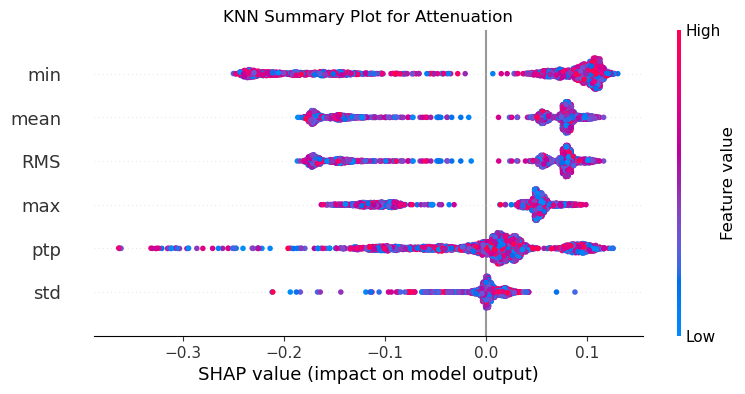 KNN Summary Plot for Attenuation
High
min
mean
RMS
max
ptp
std
Feature value
Low
−0.3 −0.2 −0.1 0.0 0.1
SHAP value (impact on model output)